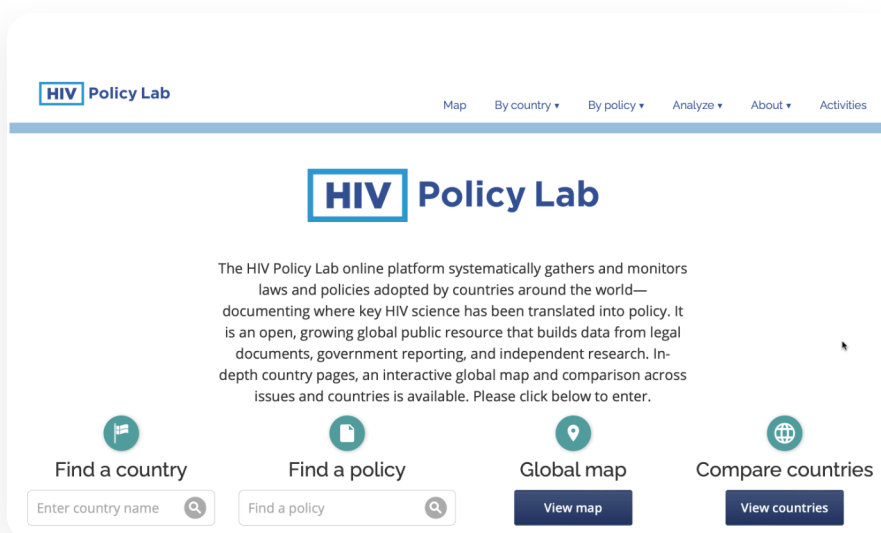 HIV Policy Lab
Map By country ▾ By policy ▾ Analyze ▾ About ▾ Activities
HIV Policy Lab
The HIV Policy Lab online platform systematically gathers and monitors
laws and policies adopted by countries around the world—
documenting where key HIV science has been translated into policy. It
is an open, growing global public resource that builds data from legal
documents, government reporting, and independent research. In-
depth country pages, an interactive global map and comparison across
issues and countries is available. Please click below to enter.
Find a country Find a policy Global map Compare countries
Enter country name Find a policy View map View countries